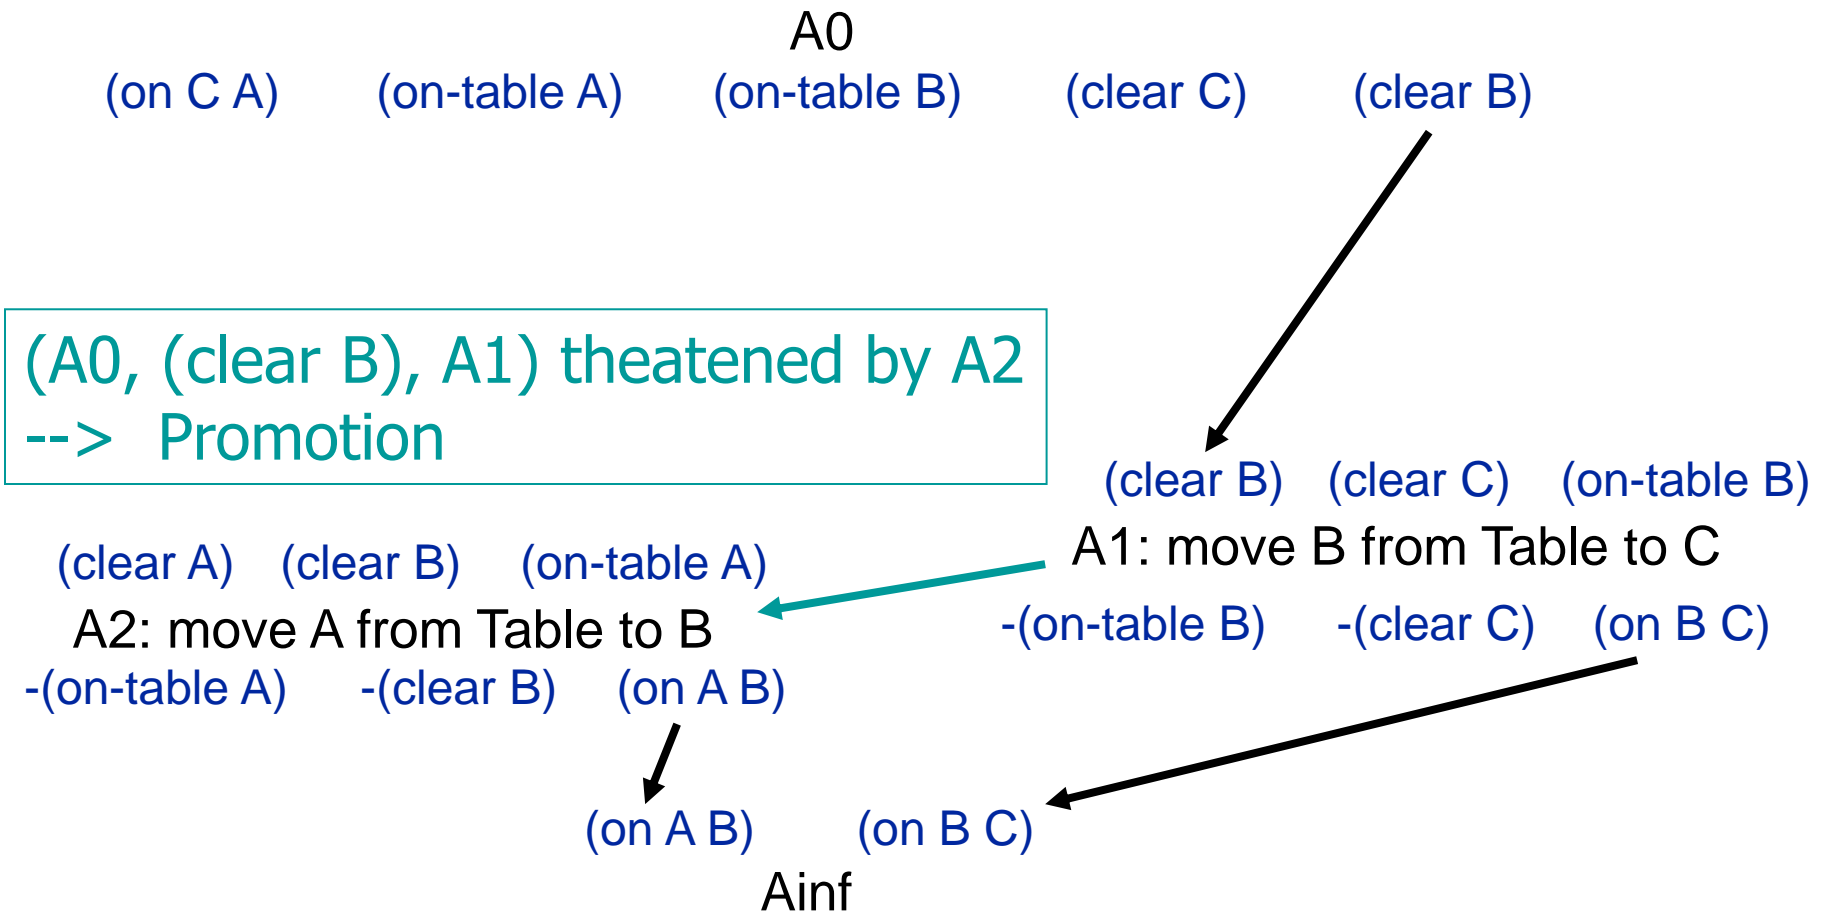 A0
(on C A) (on-table A) (on-table B) (clear C) (clear B)
(A0, (clear B), A1) theatened by A2
--> Promotion
(clear B) (clear C) (on-table B)
A1: move B from Table to C
-(on-table B) -(clear C) (on B C)
(clear A) (clear B) (on-table A)
A2: move A from Table to B
-(on-table A) -(clear B) (on A B)
(on A B) (on B C)
Ainf